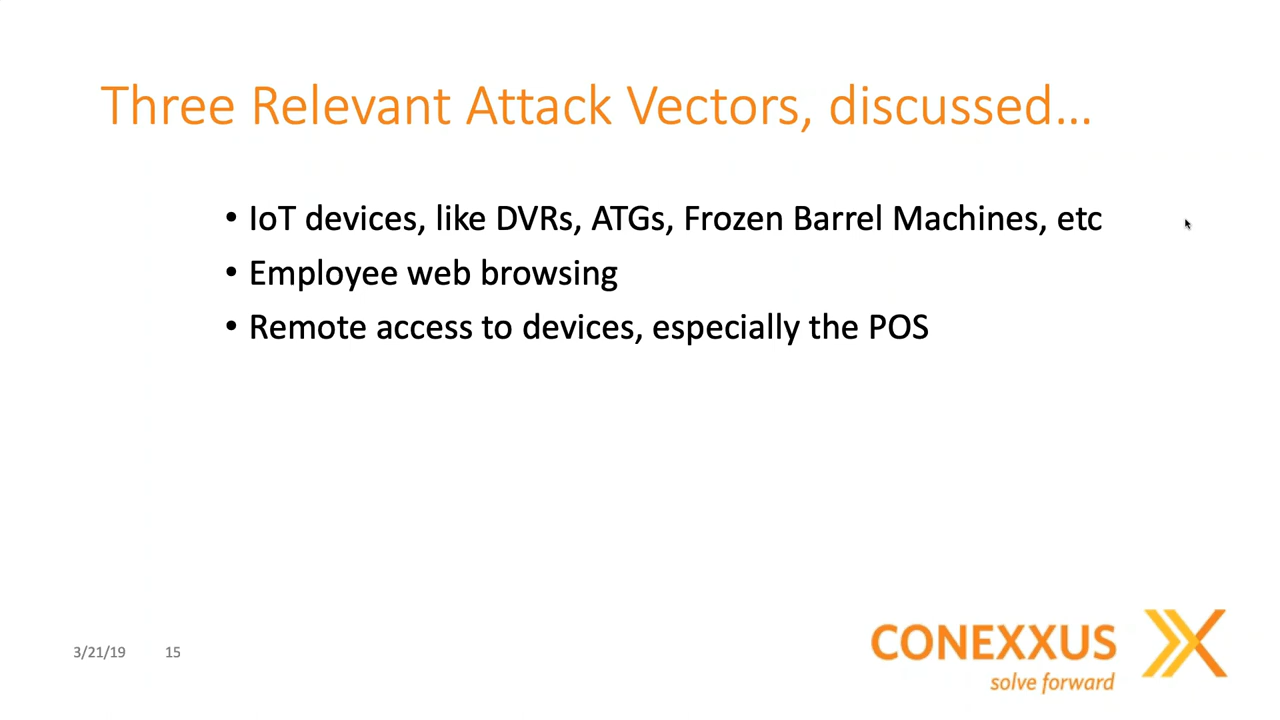 Three Relevant Attack Vectors, discussed…
• IoT devices, like DVRs, ATGs, Frozen Barrel Machines, etc
• Employee web browsing
• Remote access to devices, especially the POS
3/21/19 15
CONEXXUS
solve forward